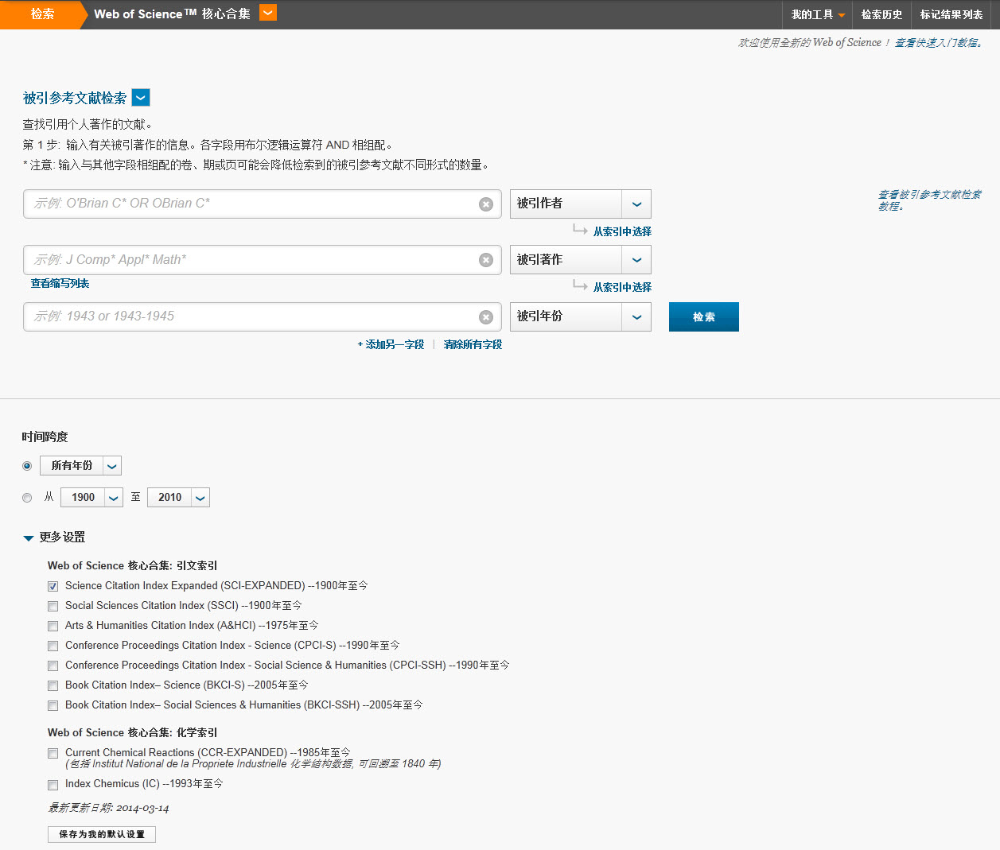 检索
Web of Science™ 核心合集
我的工具 检索历史 标记结果列表
欢迎使用全新的 Web of Science！ 查看快速入门教程。
被引参考文献检索
查找引用个人著作的文献。
第 1 步: 输入有关被引著作的信息。各字段用布尔逻辑运算符 AND 相组配。
* 注意: 输入与其他字段相组配的卷、期或页可能会降低检索到的被引参考文献不同形式的数量。
示例: O'Brian C* OR OBrian C* 被引作者
查看被引参考文献检索
教程。
从索引中选择
示例: J Comp* Appl* Math* 被引著作
查看缩写列表
从索引中选择
示例: 1943 or 1943-1945 被引年份 检索
+ 添加另一字段 | 清除所有字段
时间跨度
所有年份
从 1900 至 2010
更多设置
Web of Science 核心合集: 引文索引
Science Citation Index Expanded (SCI-EXPANDED) --1900年至今
Social Sciences Citation Index (SSCI) --1900年至今
Arts & Humanities Citation Index (A&HCI) --1975年至今
Conference Proceedings Citation Index - Science (CPCI-S) --1990年至今
Conference Proceedings Citation Index - Social Science & Humanities (CPCI-SSH) --1990年至今
Book Citation Index– Science (BKCI-S) --2005年至今
Book Citation Index– Social Sciences & Humanities (BKCI-SSH) --2005年至今
Web of Science 核心合集: 化学索引
Current Chemical Reactions (CCR-EXPANDED) --1985年至今
(包括 Institut National de la Propriete Industrielle 化学结构数据, 可回溯至 1840 年)
Index Chemicus (IC) --1993年至今
最新更新日期: 2014-03-14
保存为我的默认设置